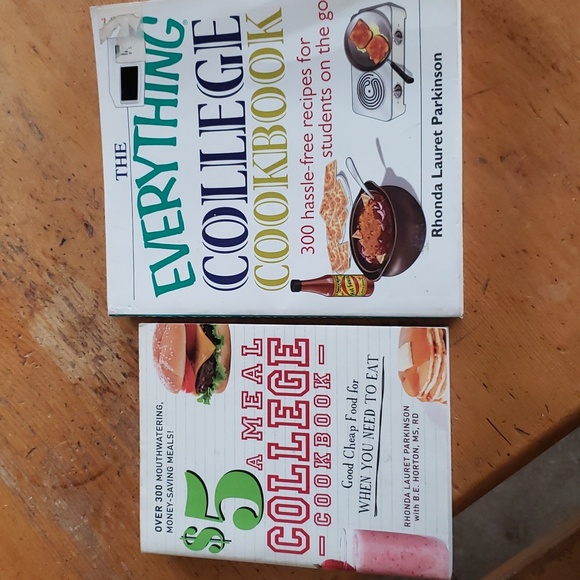 THE
EVERYTHING®
COLLEGE
COOKBOOK
300 hassle-free recipes for
students on the go
Rhonda Lauret Parkinson
OVER 300 MOUTHWATERING,
MONEY-SAVING MEALS!
$5
A MEAL
COLLEGE
COOKBOOK
Good Cheap Food for
WHEN YOU NEED TO EAT
RHONDA LAURET PARKINSON
with B.E. HORTON, MS, RD